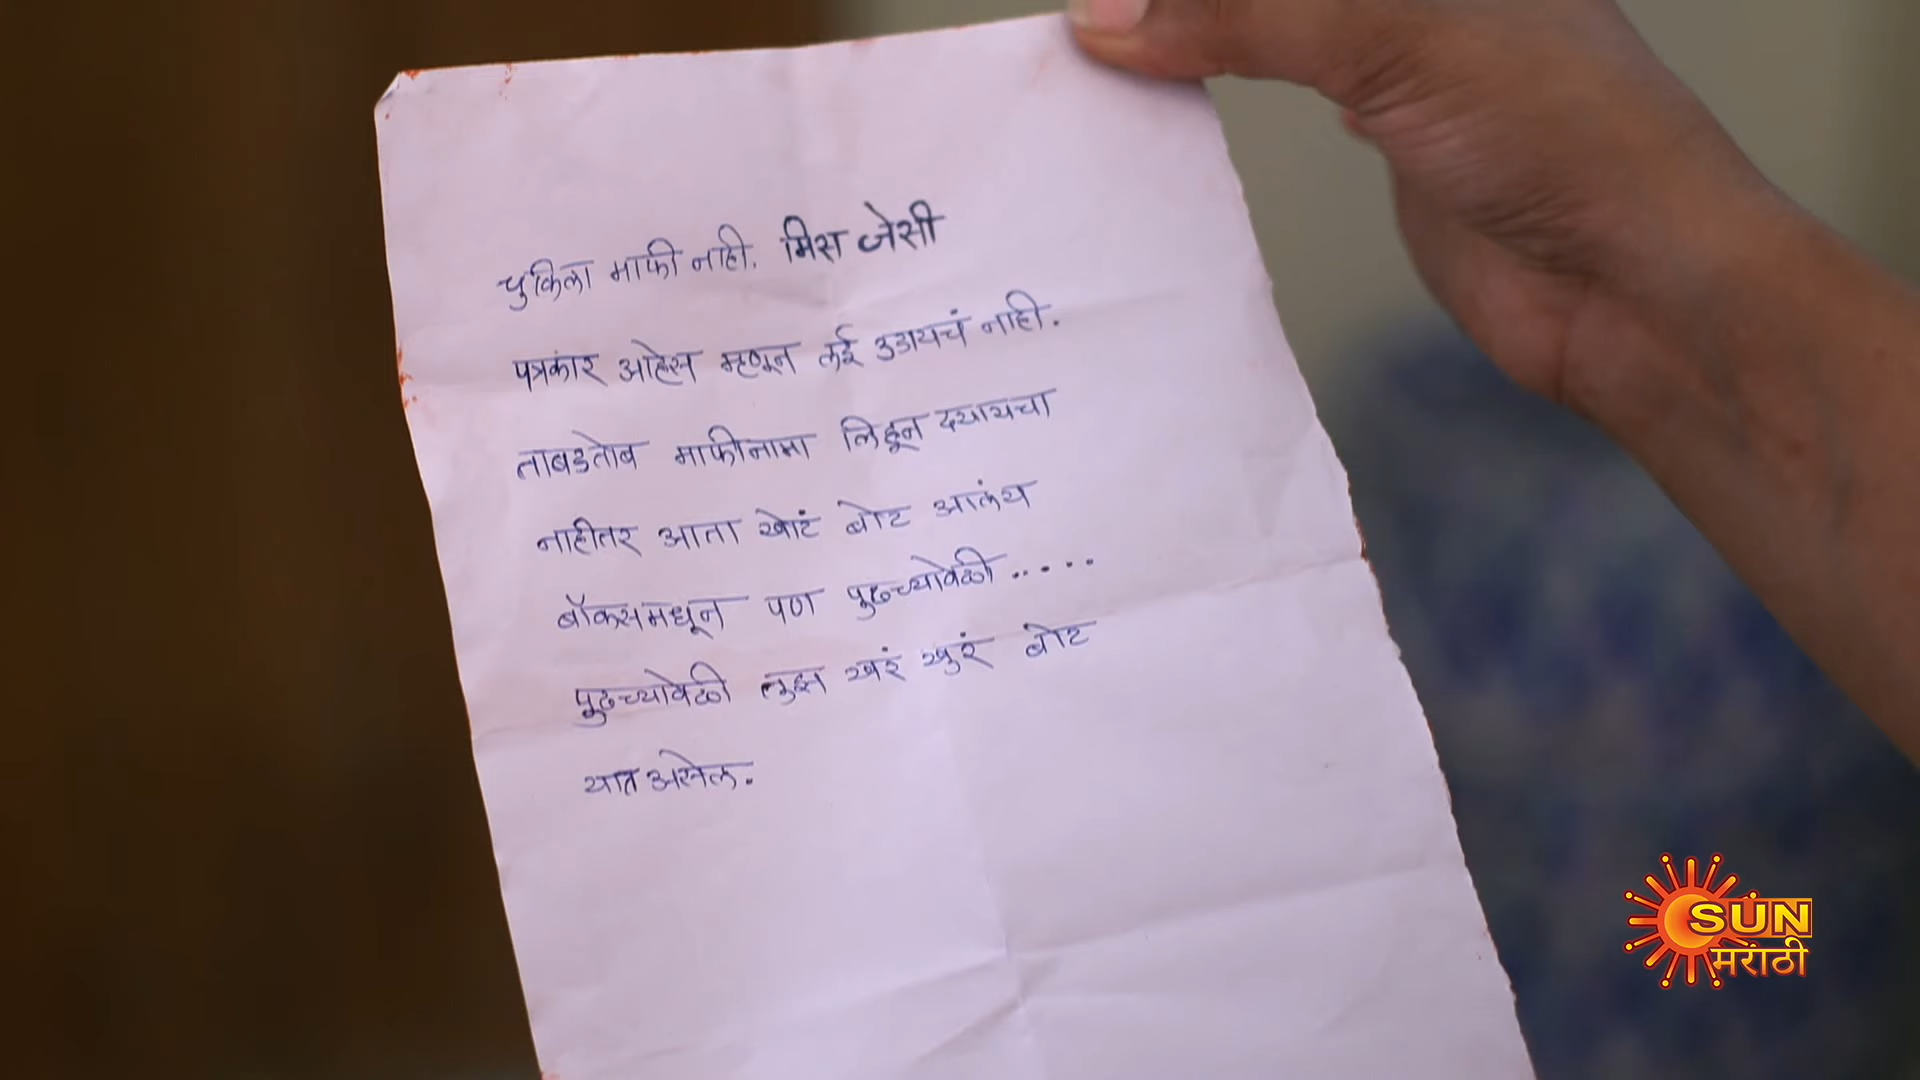 चुकिला माफी नाही. मिस जेसी
पत्रकार आहेस म्हणून लई उडायचं नाही.
ताबडतोब माफीनामा लिहून द्यायचा
नाहीतर आता खोटं बोट आलंय
बॉक्समधून पण पुढच्यावेळी.....
पुढच्यावेळी तुझ खरं खुरं बोट
यात असेल.
SUN
मराठी